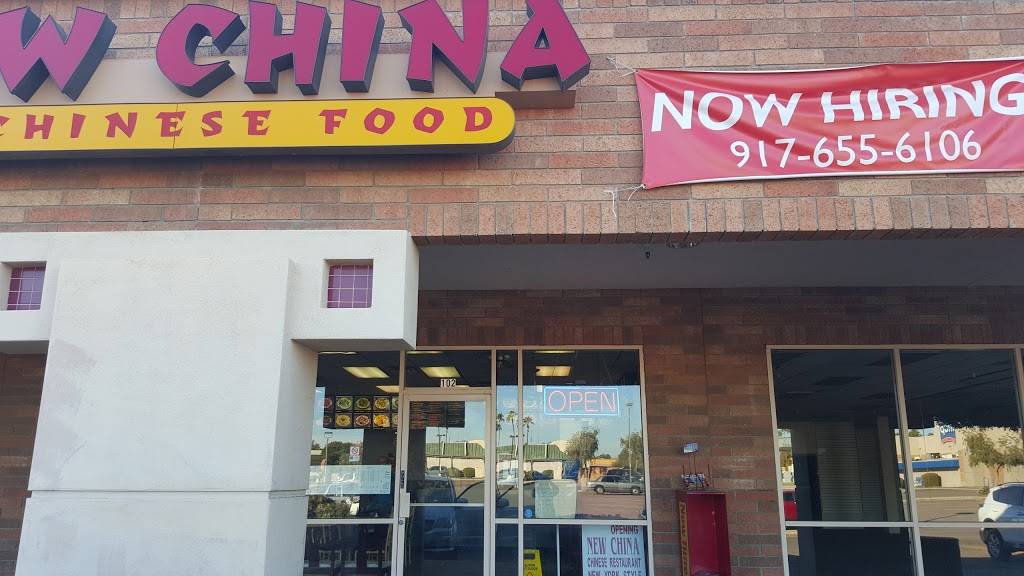 W CHINA
CHINESE FOOD
NOW HIRING
917-655-6106
102
OPEN
OPENING
NEW CHINA
CHINESE RESTAURANT
NEW YORK STYLE